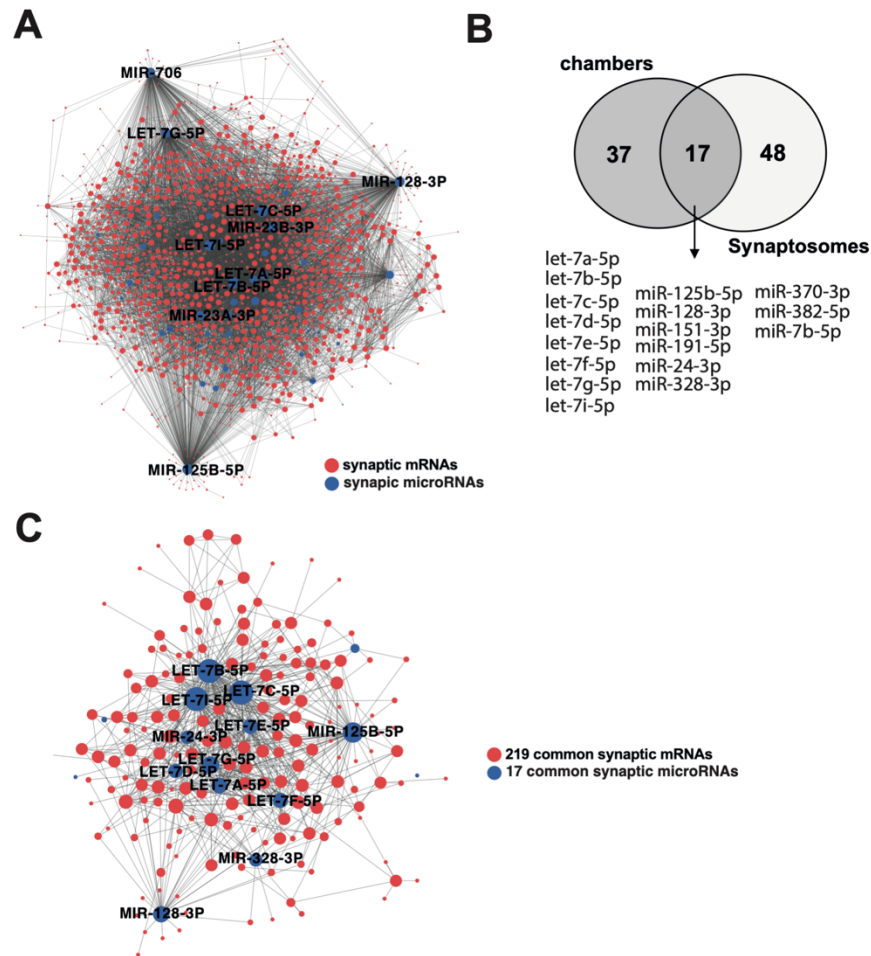 A
MIR-706
LET-7G-5P
MIR-128-3P
LET-7C-5P
MIR-23B-3P
LET-7I-5P
LET-7A-5P
LET-7B-5P
MIR-23A-3P
MIR-125B-5P
synaptic mRNAs
synapic microRNAs
B
chambers
37
17
48
Synaptosomes
let-7a-5p
let-7b-5p
let-7c-5p
let-7d-5p
let-7e-5p
let-7f-5p
let-7g-5p
let-7i-5p
miR-125b-5p
miR-128-3p
miR-151-3p
miR-191-5p
miR-24-3p
miR-328-3p
miR-370-3p
miR-382-5p
miR-7b-5p
C
LET-7B-5P
LET-7I-5P
LET-7C-5P
LET-7E-5P
MIR-24-3P
MIR-125B-5P
LET-7G-5P
LET-7D-5P
LET-7A-5P
LET-7F-5P
MIR-328-3P
MIR-128-3P
219 common synaptic mRNAs
17 common synaptic microRNAs